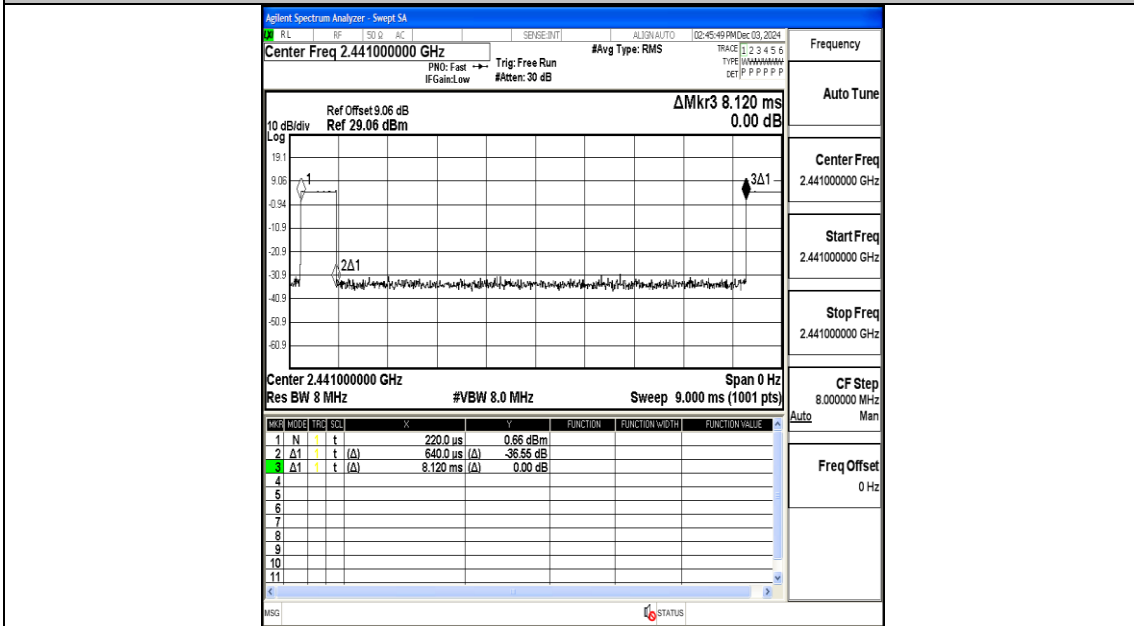 Agilent Spectrum Analyzer - Swept SA
RL RF 50 Ω AC SENSE:INT ALIGN AUTO 02:45:49 PM Dec 03, 2024
Center Freq 2.441000000 GHz
PNO: Fast
IFGain:Low
Trig: Free Run
#Atten: 30 dB
#Avg Type: RMS
TRACE 1 2 3 4 5 6
TYPE
DET P P P P P P
Frequency
Auto Tune
Center Freq
2.441000000 GHz
Start Freq
2.441000000 GHz
Stop Freq
2.441000000 GHz
CF Step
8.000000 MHz
Auto Man
Freq Offset
0 Hz
ΔMkr3 8.120 ms
0.00 dB
Ref Offset 9.06 dB
Ref 29.06 dBm
10 dB/div
Log
19.1
9.06
-0.94
-10.9
-20.9
-30.9
-40.9
-50.9
-60.9
1
2Δ1
3Δ1
Center 2.441000000 GHz Span 0 Hz
Res BW 8 MHz #VBW 8.0 MHz Sweep 9.000 ms (1001 pts)
MKR MODE TRC SCL X Y FUNCTION FUNCTION WIDTH FUNCTION VALUE
1 N 1 t 220.0 µs 0.66 dBm
2 Δ1 1 t (Δ) 640.0 µs (Δ) -36.55 dB
3 Δ1 1 t (Δ) 8.120 ms (Δ) 0.00 dB
4
5
6
7
8
9
10
11
MSG STATUS